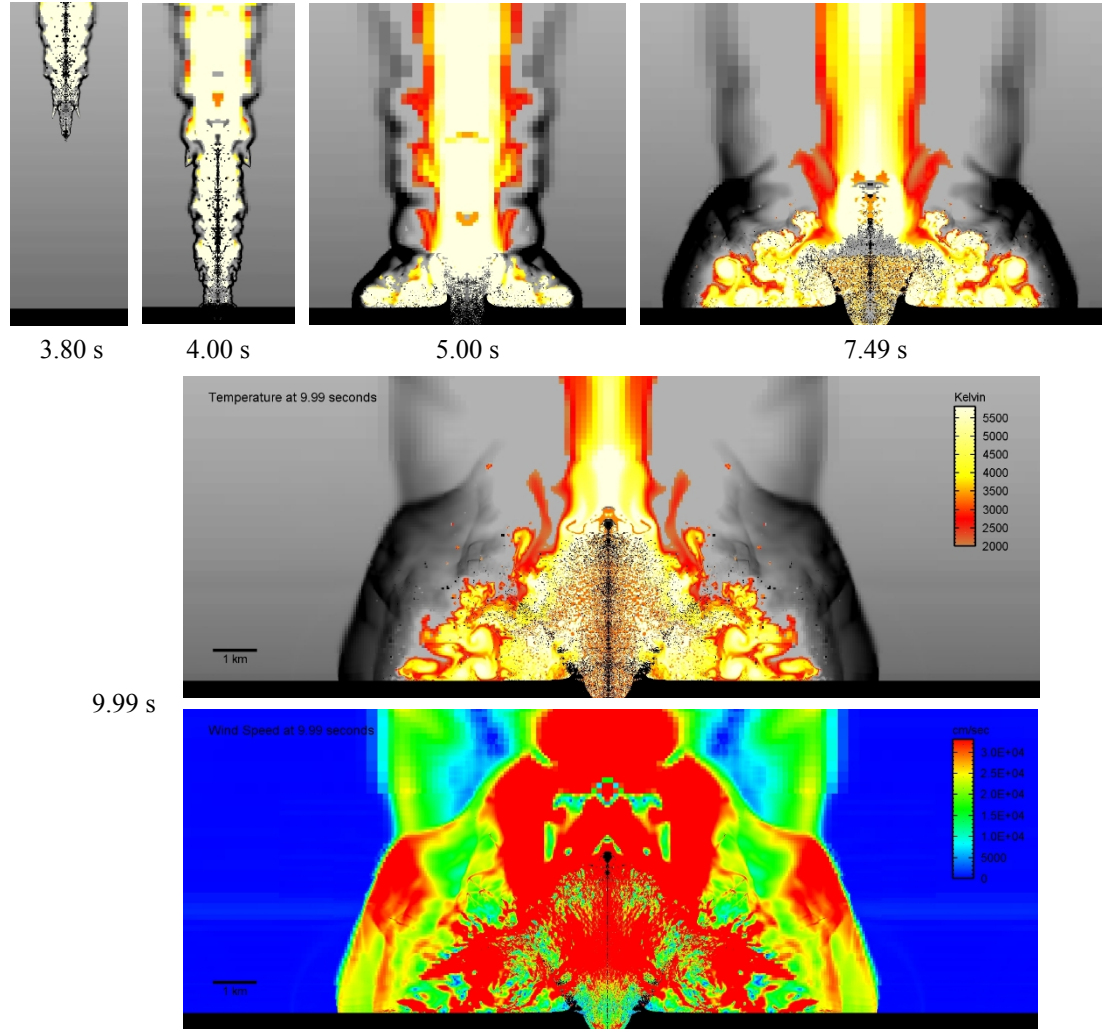 3.80 s
4.00 s
5.00 s
7.49 s
Temperature at 9.99 seconds
Kelvin
5500
5000
4500
4000
3500
3000
2500
2000
1 km
9.99 s
Wind Speed at 9.99 seconds
cm/sec
3.0E+04
2.5E+04
2.0E+04
1.5E+04
1.0E+04
5000
0
1 km